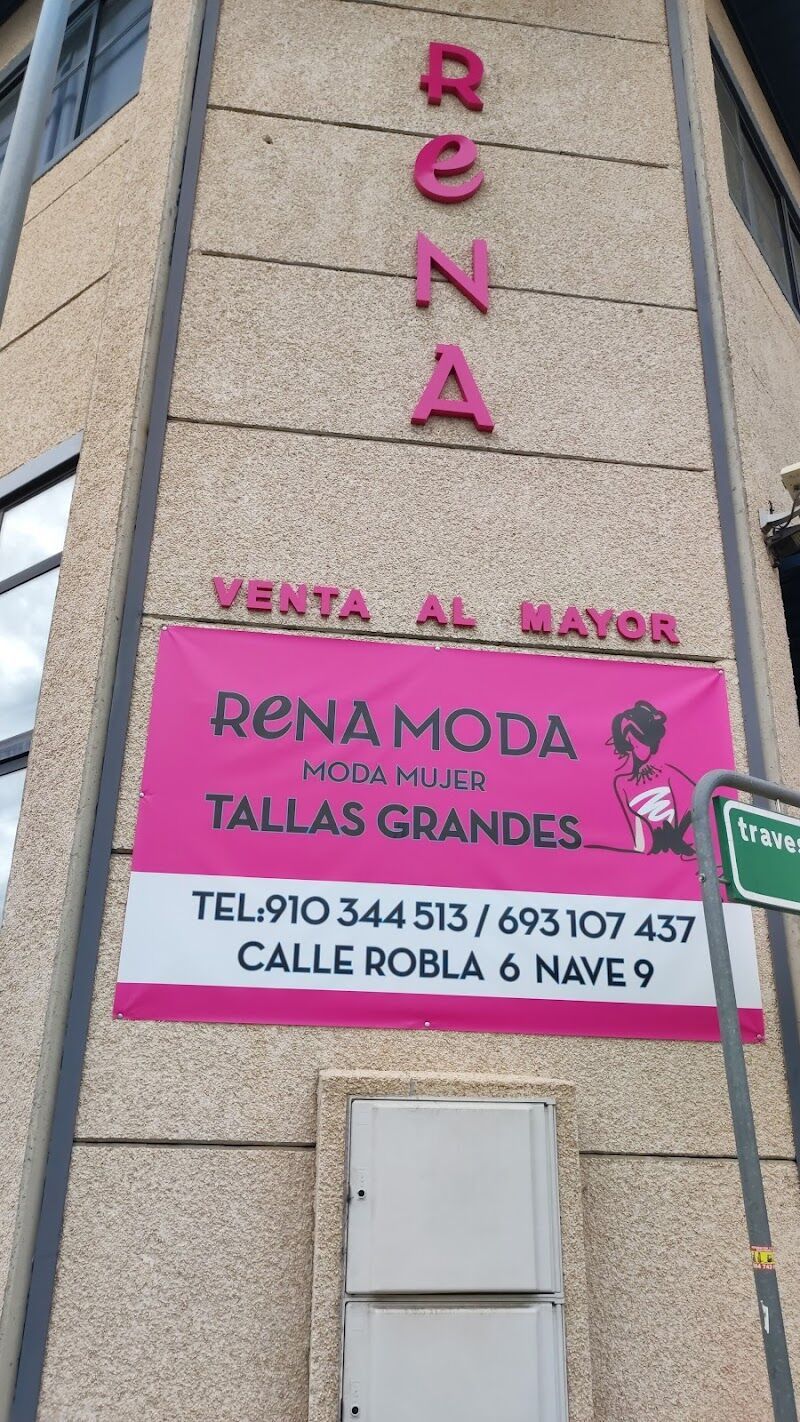 ReNA
VENTA AL MAYOR
ReNA MODA
MODA MUJER
TALLAS GRANDES
TEL:910 344 513 / 693 107 437
CALLE ROBLA 6 NAVE 9